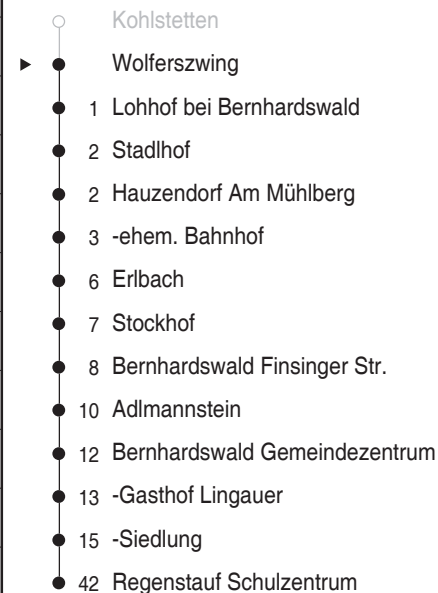 Kohlstetten
Wolferszwing
1 Lohhof bei Bernhardswald
2 Stadlhof
2 Hauzendorf Am Mühlberg
3 -ehem. Bahnhof
6 Erlbach
7 Stockhof
8 Bernhardswald Finsinger Str.
10 Adlmannstein
12 Bernhardswald Gemeindezentrum
13 -Gasthof Lingauer
15 -Siedlung
42 Regenstauf Schulzentrum